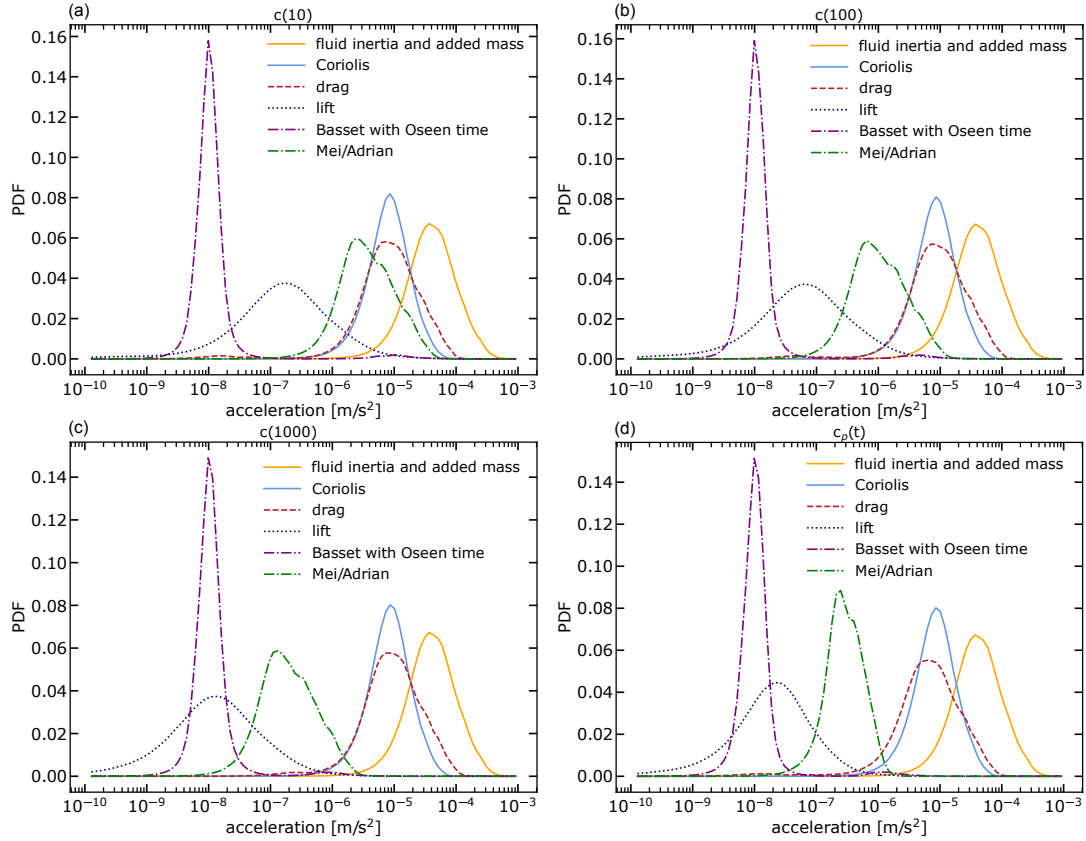 (a)
c(10)
0.16
0.14
0.12
0.10
0.08
0.06
0.04
0.02
0.00
PDF
fluid inertia and added mass
Coriolis
drag
lift
Basset with Oseen time
Mei/Adrian
10⁻¹⁰ 10⁻⁹ 10⁻⁸ 10⁻⁷ 10⁻⁶ 10⁻⁵ 10⁻⁴ 10⁻³
acceleration [m/s²]
(b)
c(100)
0.16
0.14
0.12
0.10
0.08
0.06
0.04
0.02
0.00
PDF
fluid inertia and added mass
Coriolis
drag
lift
Basset with Oseen time
Mei/Adrian
10⁻¹⁰ 10⁻⁹ 10⁻⁸ 10⁻⁷ 10⁻⁶ 10⁻⁵ 10⁻⁴ 10⁻³
acceleration [m/s²]
(c)
c(1000)
0.14
0.12
0.10
0.08
0.06
0.04
0.02
0.00
PDF
fluid inertia and added mass
Coriolis
drag
lift
Basset with Oseen time
Mei/Adrian
10⁻¹⁰ 10⁻⁹ 10⁻⁸ 10⁻⁷ 10⁻⁶ 10⁻⁵ 10⁻⁴ 10⁻³
acceleration [m/s²]
(d)
cₚ(t)
0.14
0.12
0.10
0.08
0.06
0.04
0.02
0.00
PDF
fluid inertia and added mass
Coriolis
drag
lift
Basset with Oseen time
Mei/Adrian
10⁻¹⁰ 10⁻⁹ 10⁻⁸ 10⁻⁷ 10⁻⁶ 10⁻⁵ 10⁻⁴ 10⁻³
acceleration [m/s²]